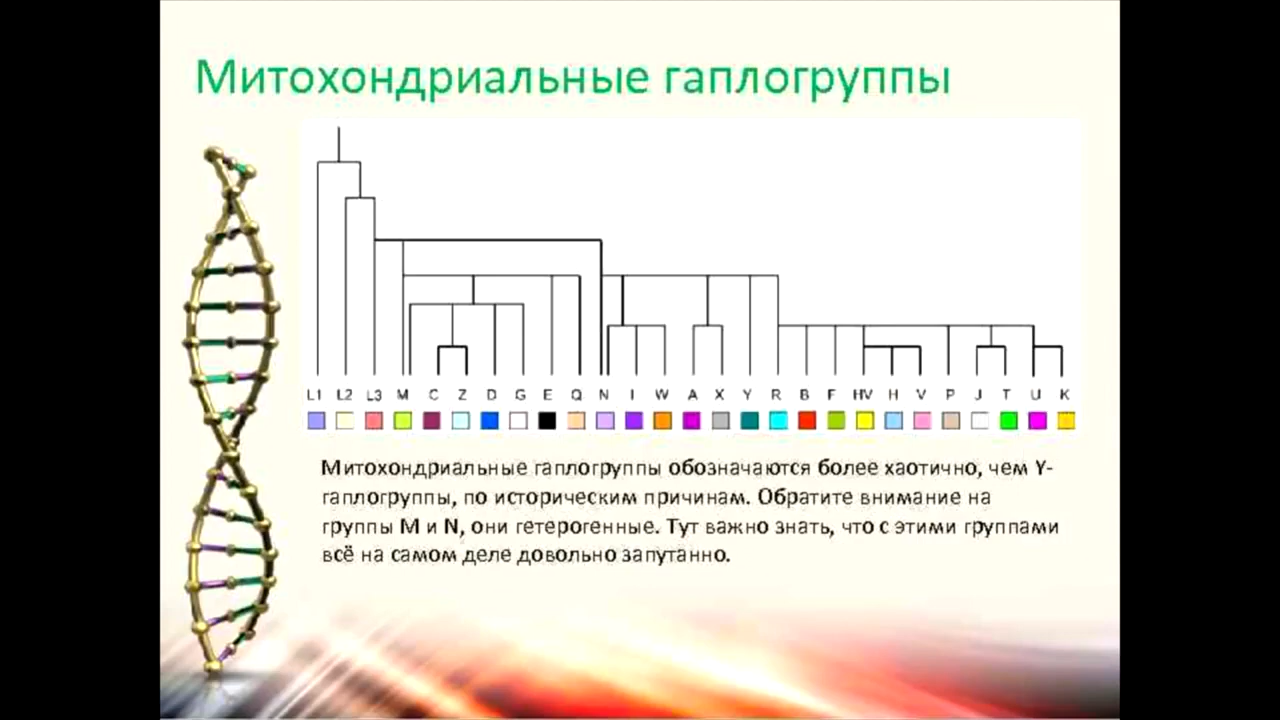 Митохондриальные гаплогруппы
L1 L2 L3 M C Z D G E Q N I W A X Y R B F HV H V P J T U K
Митохондриальные гаплогруппы обозначаются более хаотично, чем Y-
гаплогруппы, по историческим причинам. Обратите внимание на
группы M и N, они гетерогенные. Тут важно знать, что с этими группами
всё на самом деле довольно запутанно.